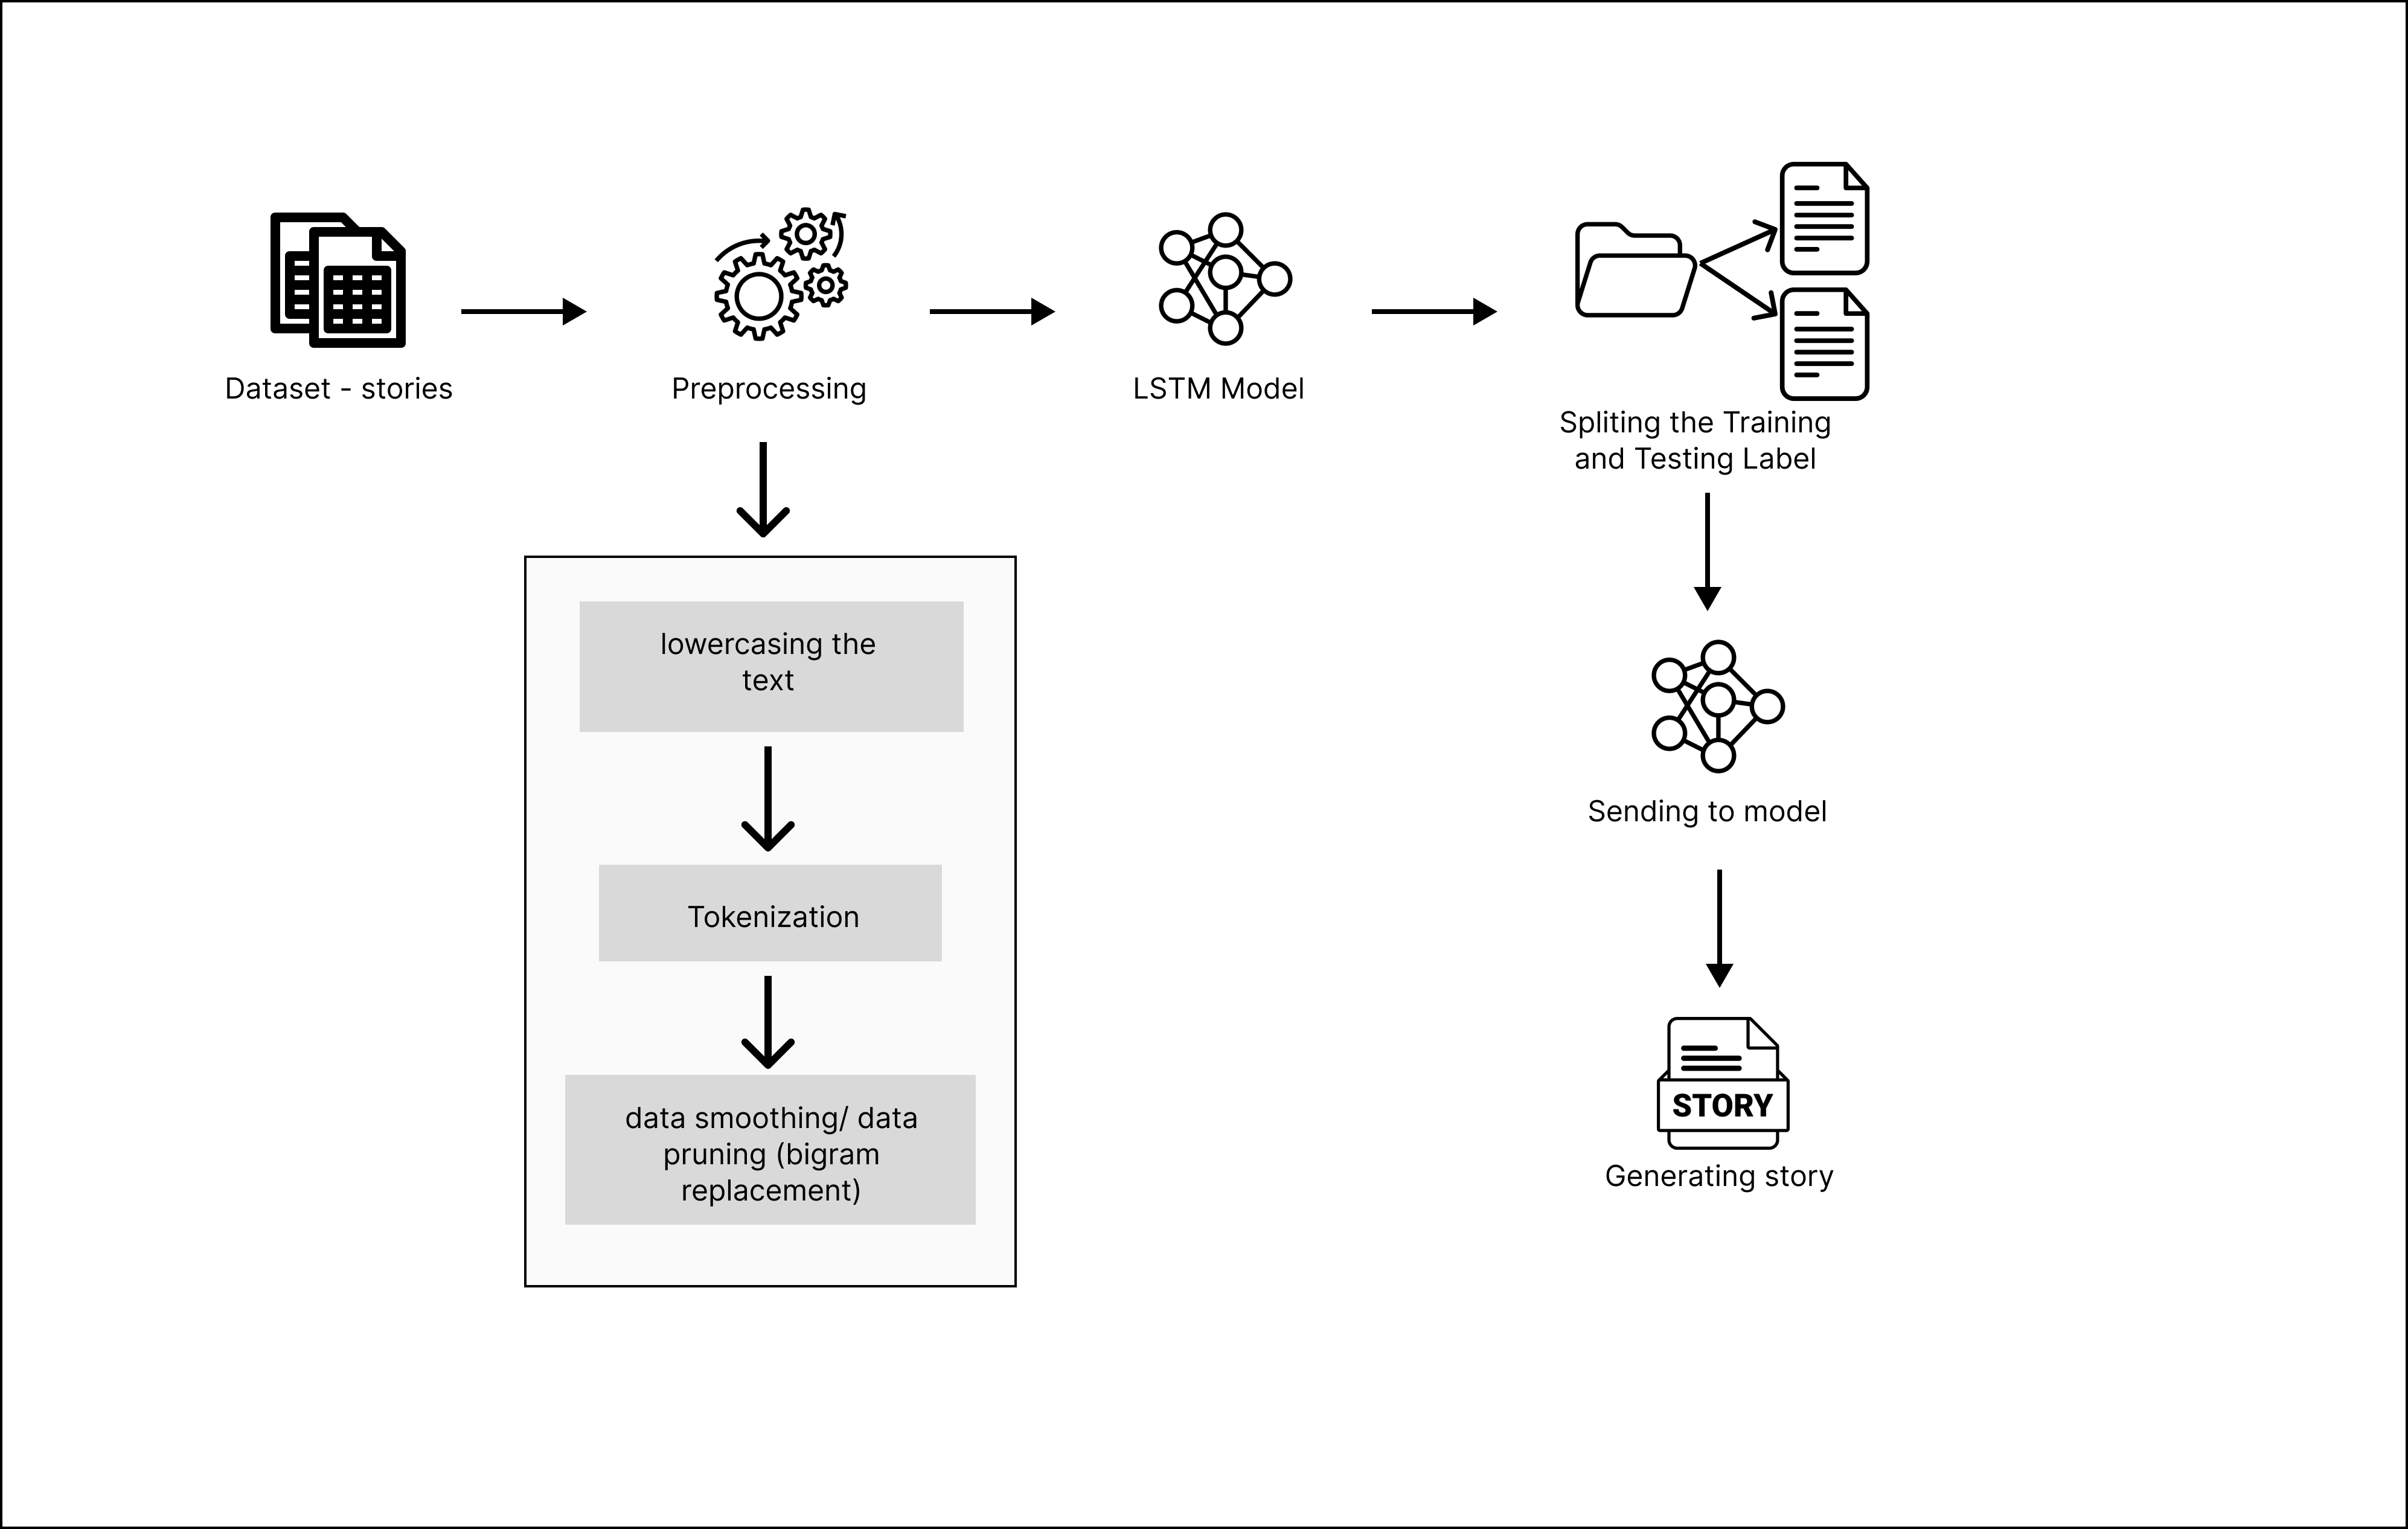 Dataset - stories
Preprocessing
LSTM Model
Spliting the Training
and Testing Label
lowercasing the
text
Tokenization
data smoothing/ data
pruning (bigram
replacement)
Sending to model
STORY
Generating story